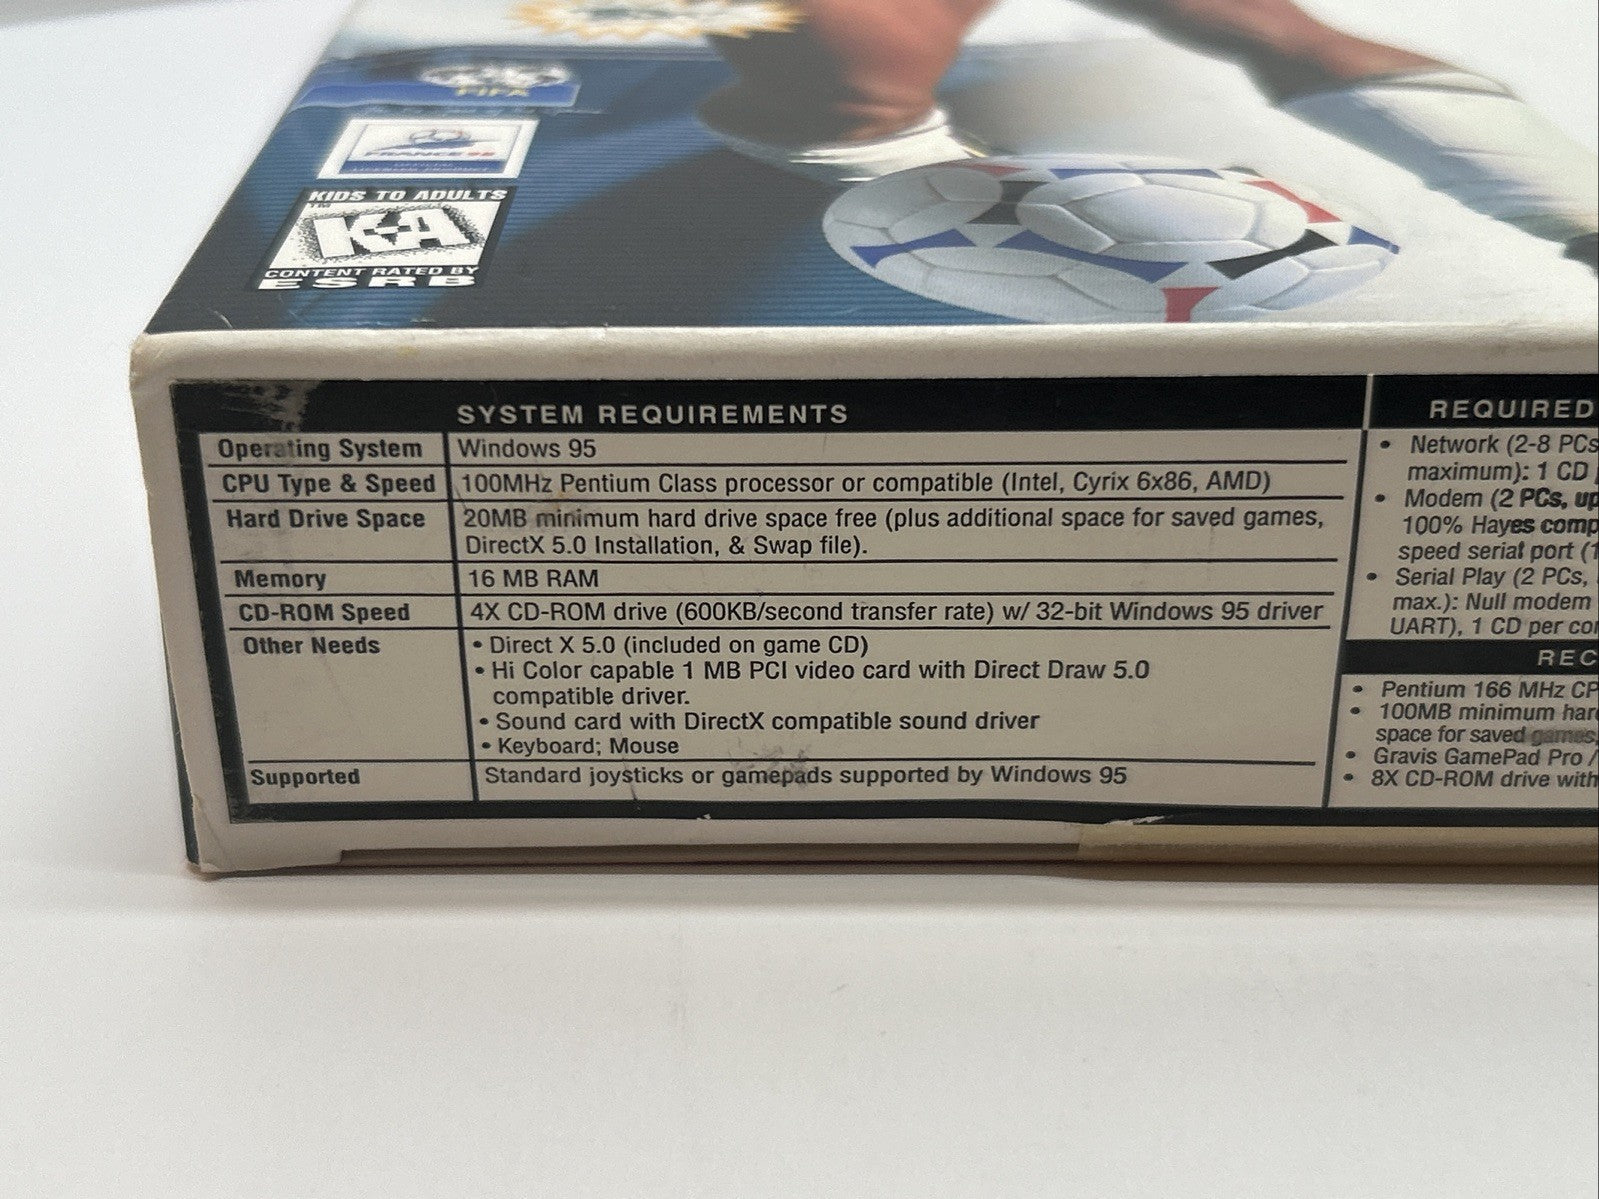 FIFA
FRANCE 98
KIDS TO ADULTS
TM
K-A
CONTENT RATED BY
ESRB
SYSTEM REQUIREMENTS
Operating System Windows 95
CPU Type & Speed 100MHz Pentium Class processor or compatible (Intel, Cyrix 6x86, AMD)
Hard Drive Space 20MB minimum hard drive space free (plus additional space for saved games,
DirectX 5.0 Installation, & Swap file).
Memory 16 MB RAM
CD-ROM Speed 4X CD-ROM drive (600KB/second transfer rate) w/ 32-bit Windows 95 driver
Other Needs • Direct X 5.0 (included on game CD)
• Hi Color capable 1 MB PCI video card with Direct Draw 5.0
compatible driver.
• Sound card with DirectX compatible sound driver
• Keyboard; Mouse
Supported Standard joysticks or gamepads supported by Windows 95
REQUIRED
• Network (2-8 PCs
maximum): 1 CD
• Modem (2 PCs, up
100% Hayes comp
speed serial port (1
• Serial Play (2 PCs,
max.): Null modem
UART), 1 CD per co
REC
• Pentium 166 MHz CP
• 100MB minimum har
space for saved games,
• Gravis GamePad Pro /
• 8X CD-ROM drive with